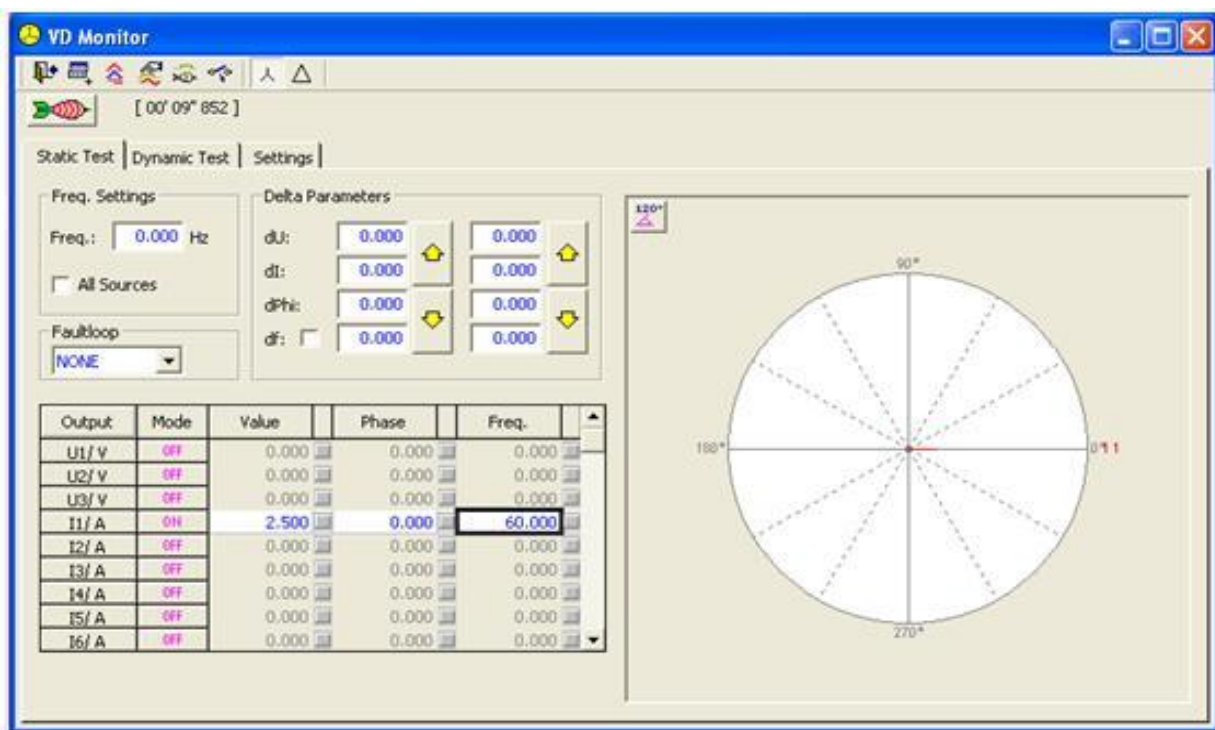 VD Monitor
[ 00' 09" 852 ]
Static Test Dynamic Test Settings
Freq. Settings
Freq.: 0.000 Hz
All Sources
Faultloop
NONE
Delta Parameters
dU: 0.000 0.000
dI: 0.000 0.000
dPhi: 0.000 0.000
df: 0.000 0.000
Output Mode Value Phase Freq.
U1/ V OFF 0.000 0.000 0.000
U2/ V OFF 0.000 0.000 0.000
U3/ V OFF 0.000 0.000 0.000
I1/ A ON 2.500 0.000 60.000
I2/ A OFF 0.000 0.000 0.000
I3/ A OFF 0.000 0.000 0.000
I4/ A OFF 0.000 0.000 0.000
I5/ A OFF 0.000 0.000 0.000
I6/ A OFF 0.000 0.000 0.000
120°
90°
180°
270°